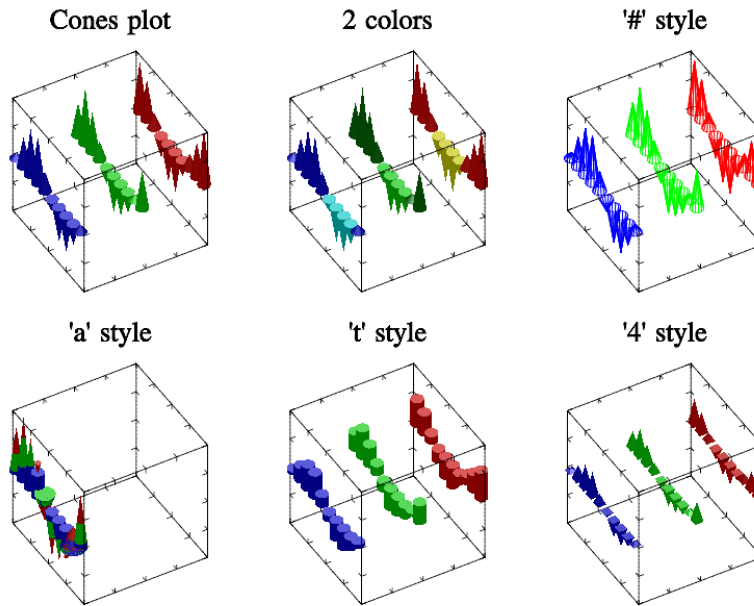 Cones plot
2 colors
'#' style
'a' style
't' style
'4' style